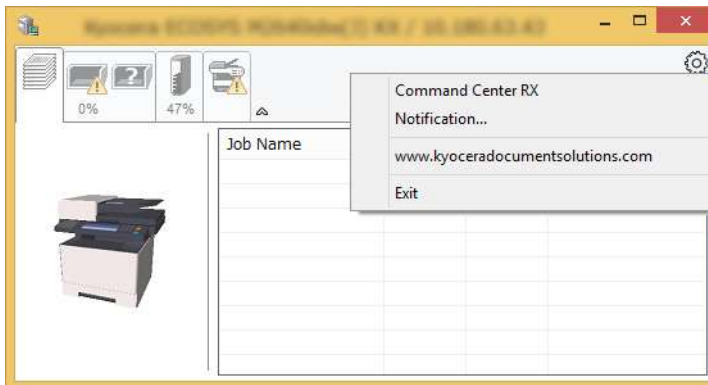 0%
47%
Job Name
Command Center RX
Notification...
www.kyoceradocumentsolutions.com
Exit